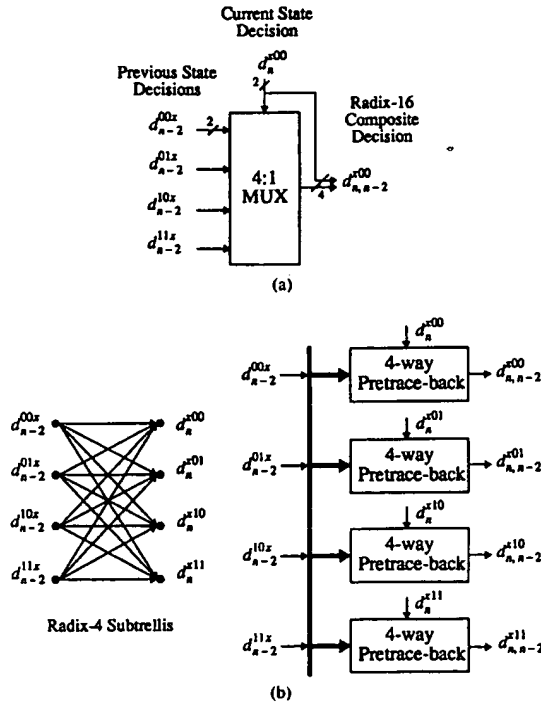 Current State
Decision
d_n^{x00}
2
Previous State
Decisions
d_{n-2}^{00x}
2
d_{n-2}^{01x}
d_{n-2}^{10x}
d_{n-2}^{11x}
4:1
MUX
Radix-16
Composite
Decision
d_{n, n-2}^{x00}
4
(a)
d_{n-2}^{00x}
d_n^{x00}
d_{n-2}^{01x}
d_n^{x01}
d_{n-2}^{10x}
d_n^{x10}
d_{n-2}^{11x}
d_n^{x11}
Radix-4 Subtrellis
d_n^{x00}
d_{n-2}^{00x}
4-way
Pretrace-back
d_{n, n-2}^{x00}
d_n^{x01}
d_{n-2}^{01x}
4-way
Pretrace-back
d_{n, n-2}^{x01}
d_n^{x10}
d_{n-2}^{10x}
4-way
Pretrace-back
d_{n, n-2}^{x10}
d_n^{x11}
d_{n-2}^{11x}
4-way
Pretrace-back
d_{n, n-2}^{x11}
(b)